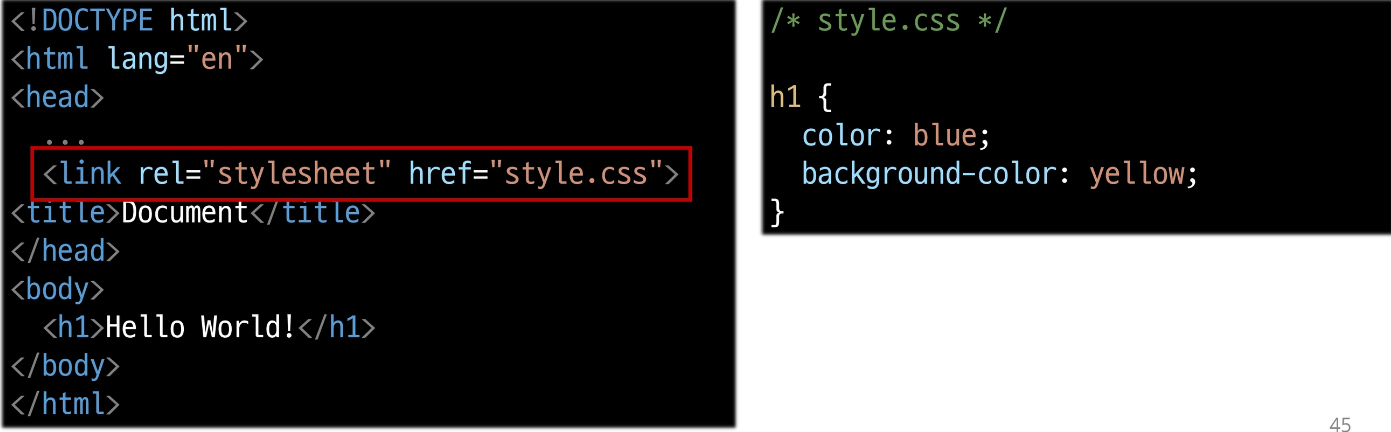 <!DOCTYPE html>
<html lang="en">
<head>
  ...
  <link rel="stylesheet" href="style.css">
<title>Document</title>
</head>
<body>
  <h1>Hello World!</h1>
</body>
</html>
/* style.css */

h1 {
  color: blue;
  background-color: yellow;
}
45